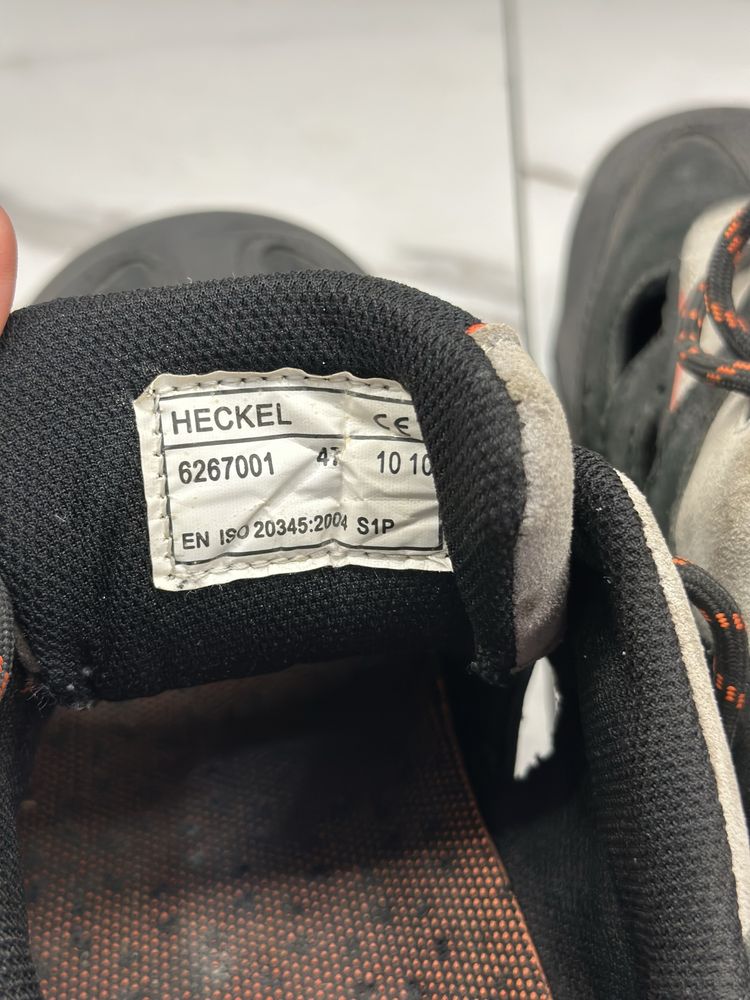 HECKEL CE
6267001 47 10 10
EN ISO 20345:2004 S1P